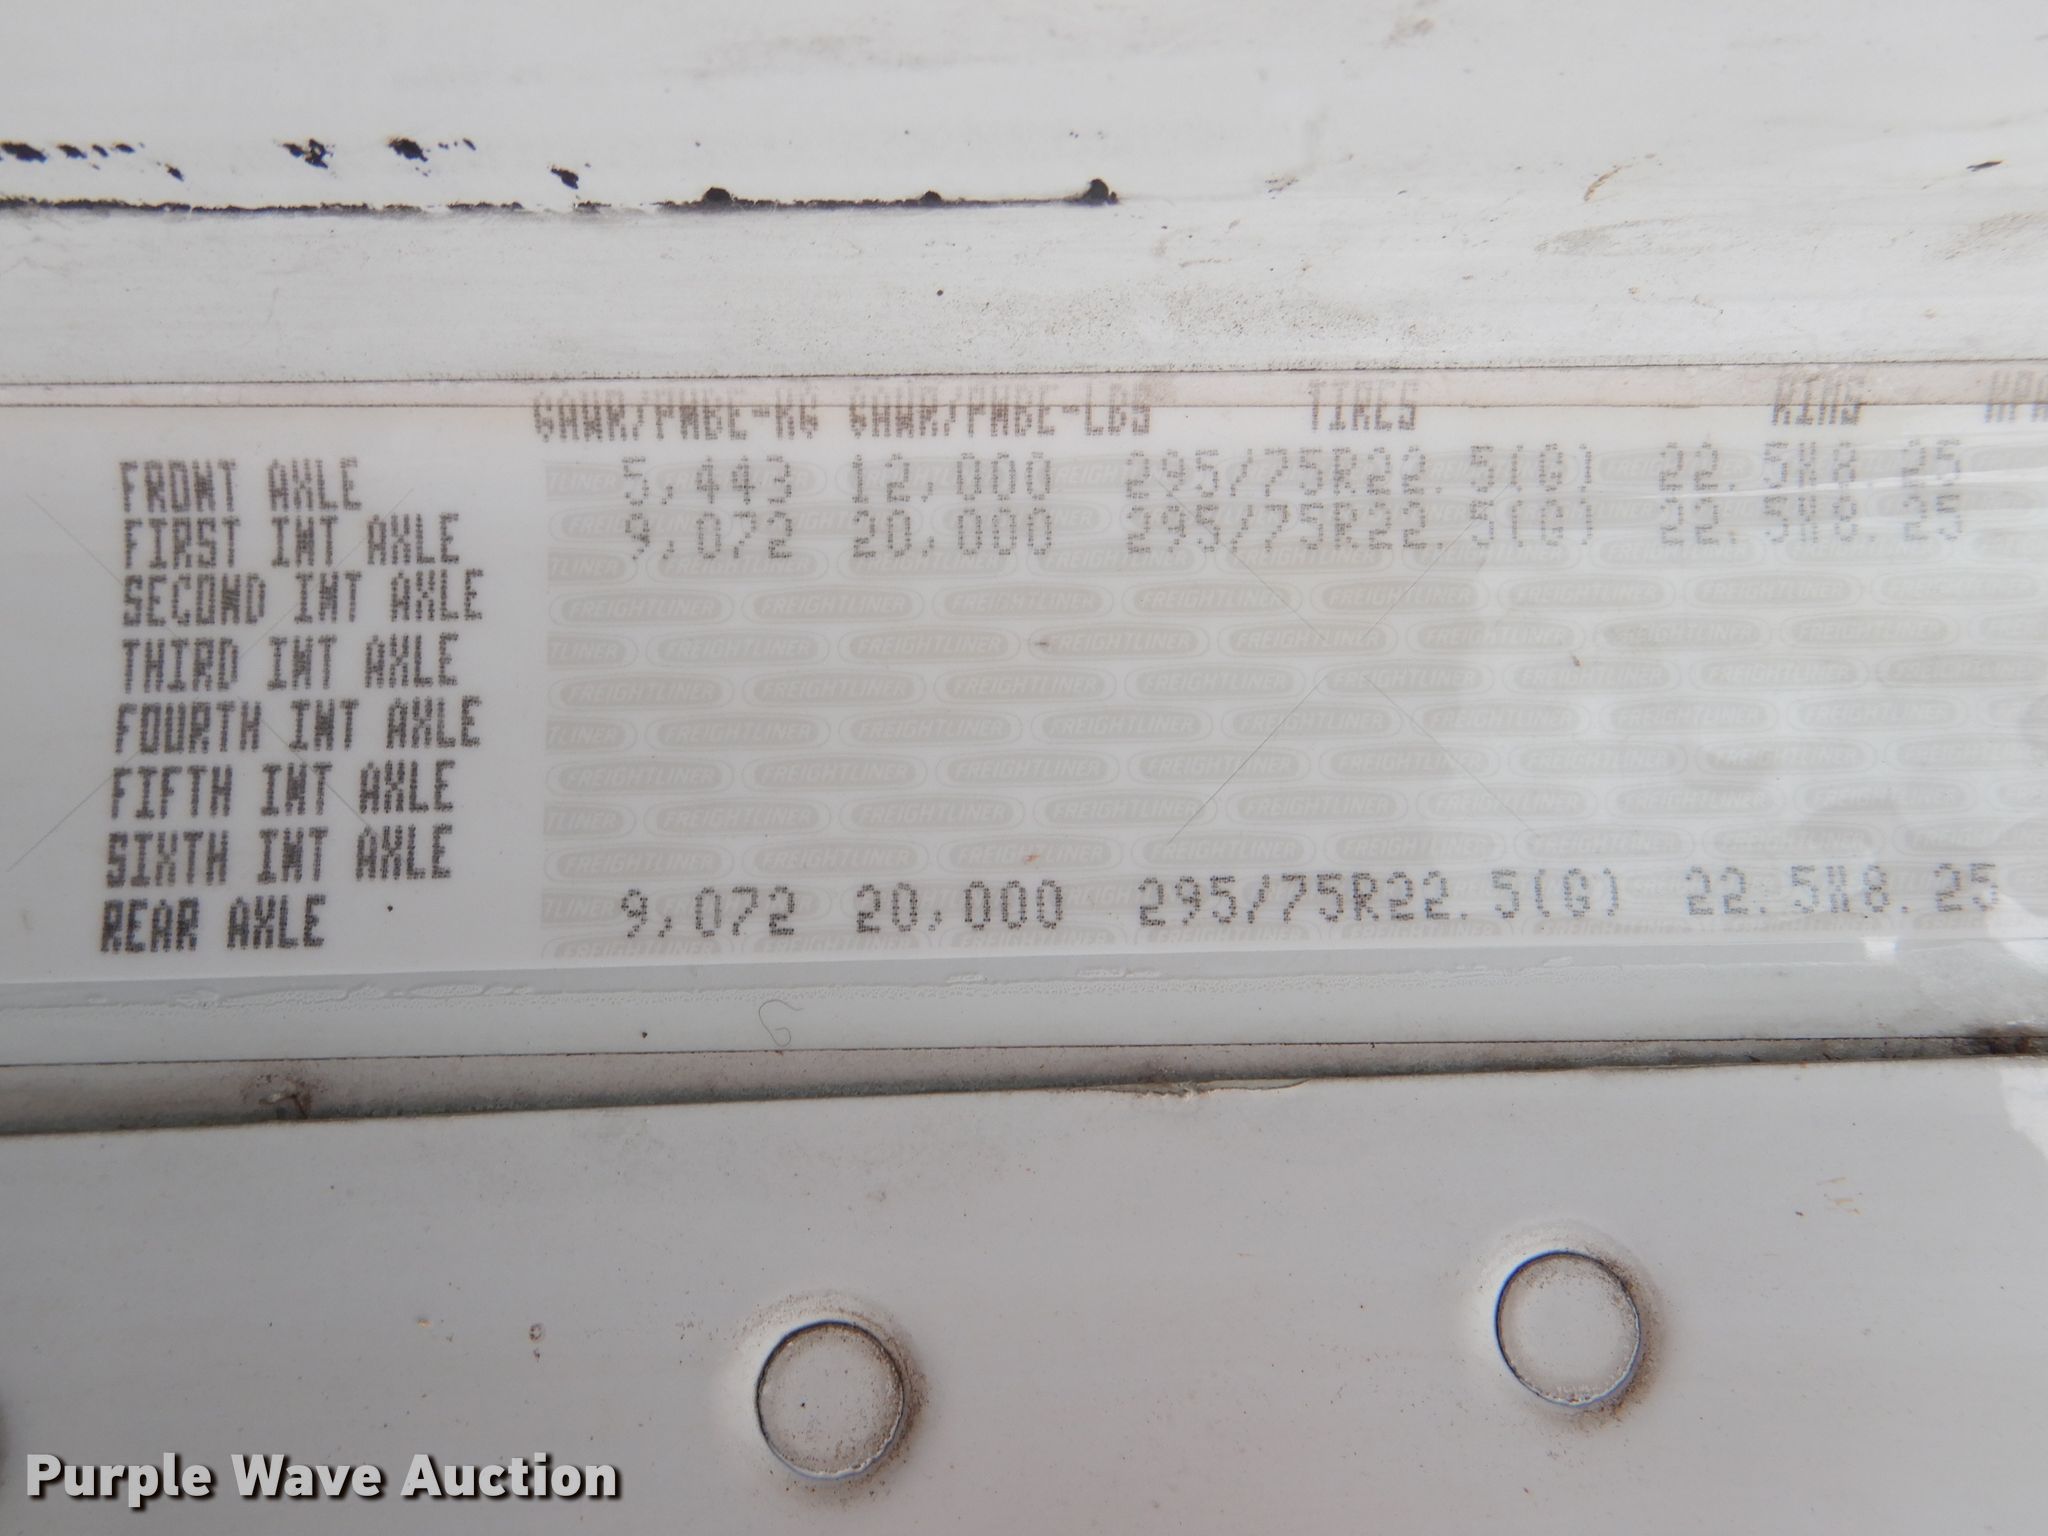 GAWR/PNBE-KG GAWR/PNBE-LBS TIRES RIMS
FRONT AXLE 5,443 12,000 295/75R22.5(G) 22.5X8.25
FIRST INT AXLE 9,072 20,000 295/75R22.5(G) 22.5X8.25
SECOND INT AXLE
THIRD INT AXLE
FOURTH INT AXLE
FIFTH INT AXLE
SIXTH INT AXLE
REAR AXLE 9,072 20,000 295/75R22.5(G) 22.5X8.25
FREIGHTLINER
Purple Wave Auction